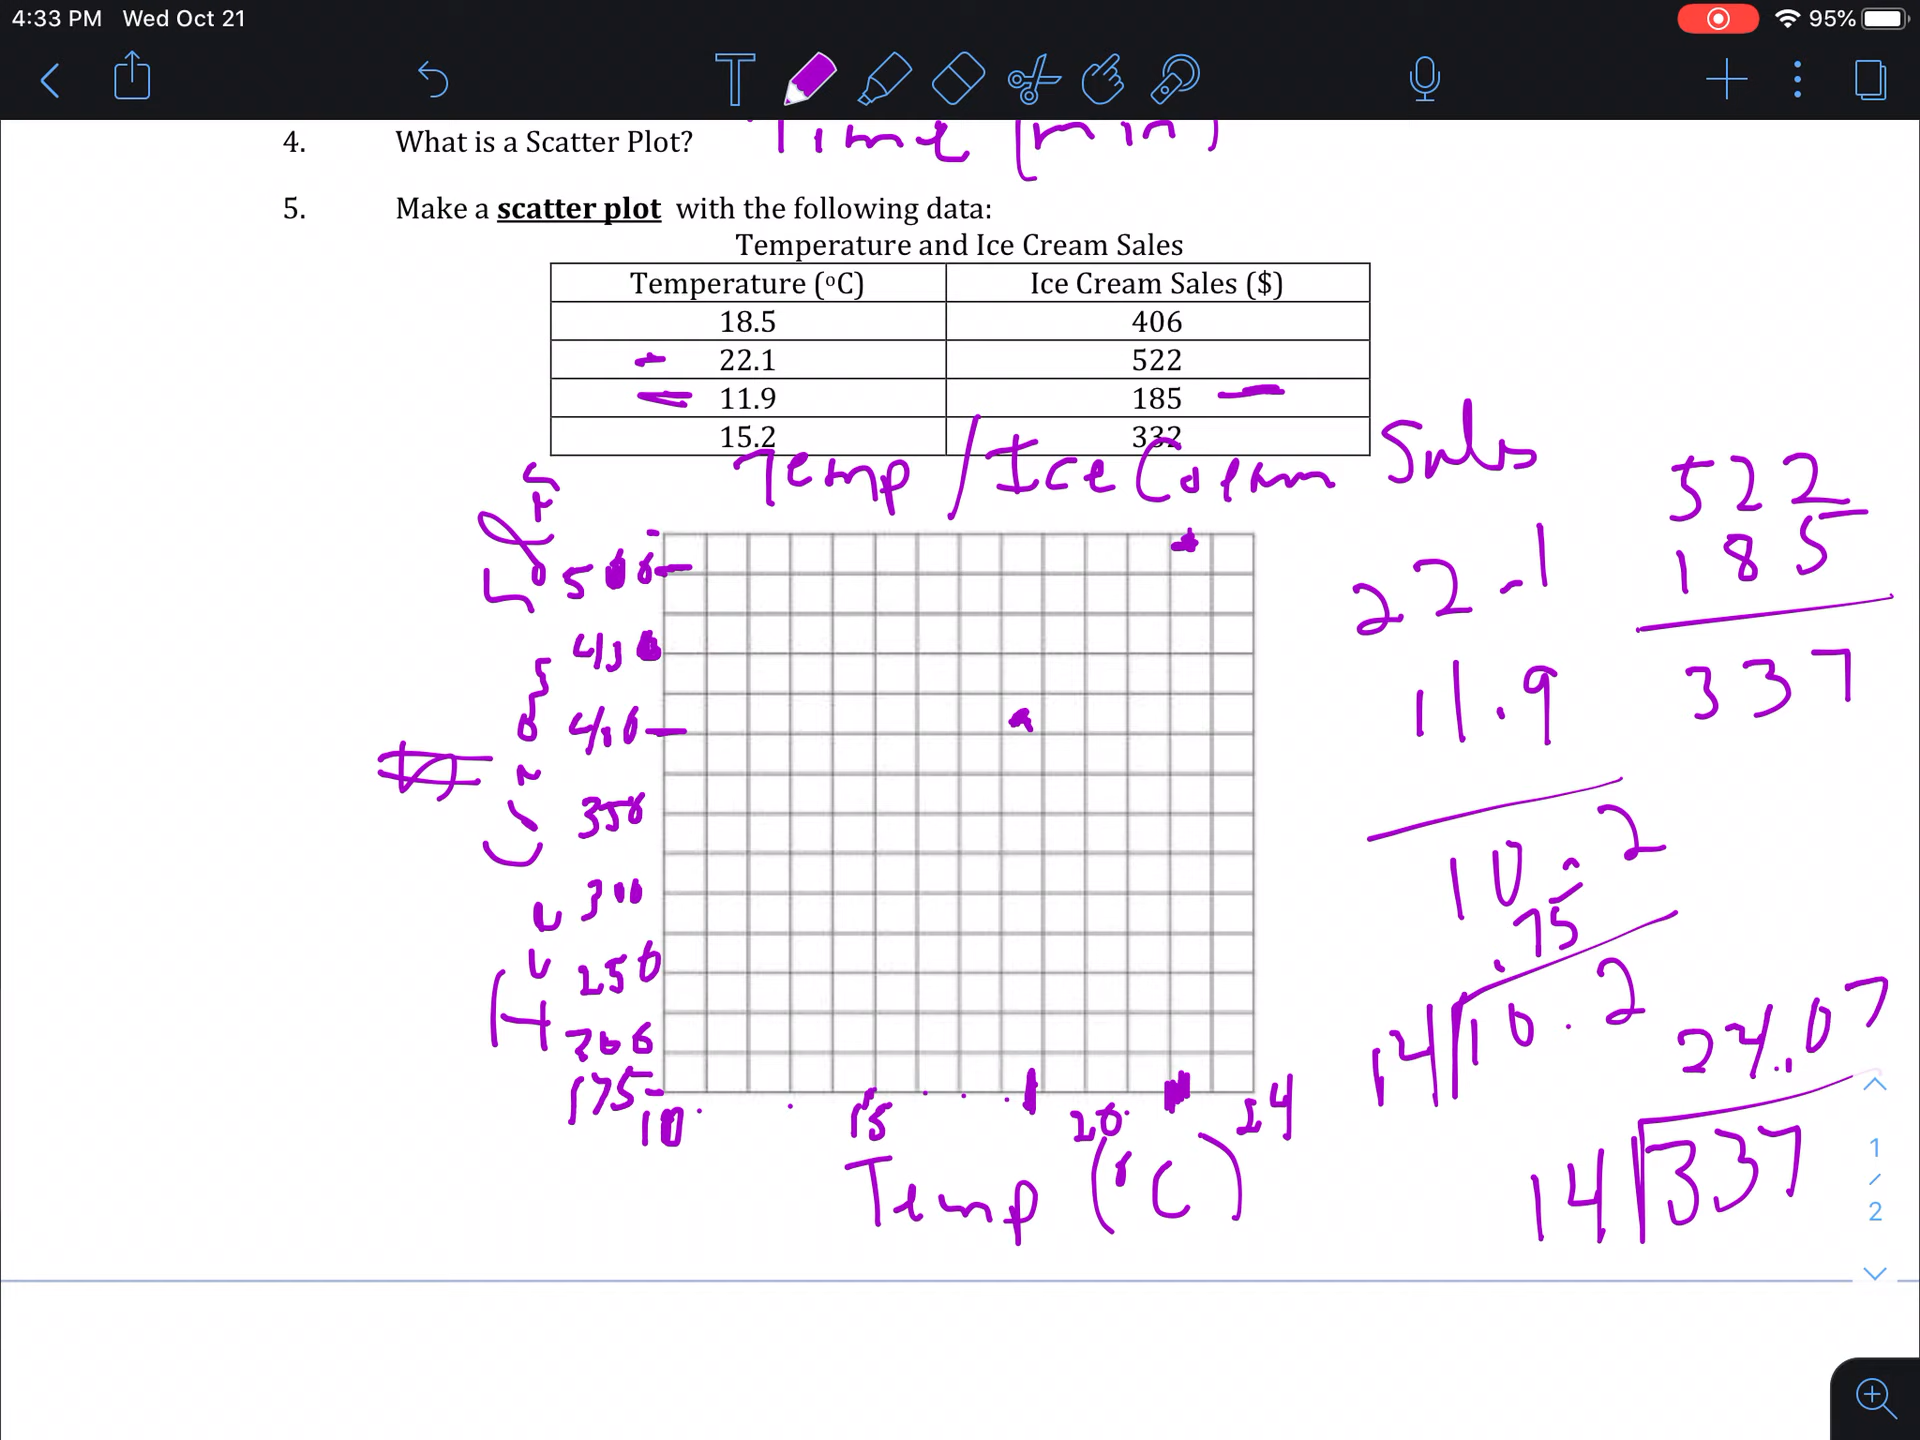 4:33 PM Wed Oct 21
95%
Time (min)
4. What is a Scatter Plot?
5. Make a scatter plot with the following data:
Temperature and Ice Cream Sales
Temperature (°C) Ice Cream Sales ($)
18.5 406
22.1 522
11.9 185
15.2 332
Temp / Ice Cream Sales
522
185
337
22.1
11.9
10.2
.75
14 10.2
24.07
14 337
500
400
350
300
250
200
175
10 15 20 24
Temp (°C)
1
/
2